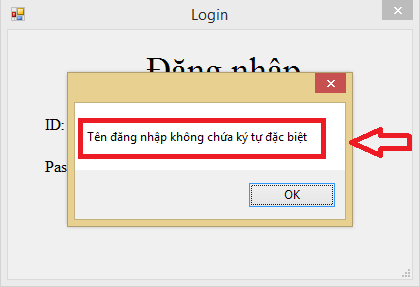 Login
Đăng nhập
ID:
Tên đăng nhập không chứa ký tự đặc biệt
Pas
OK